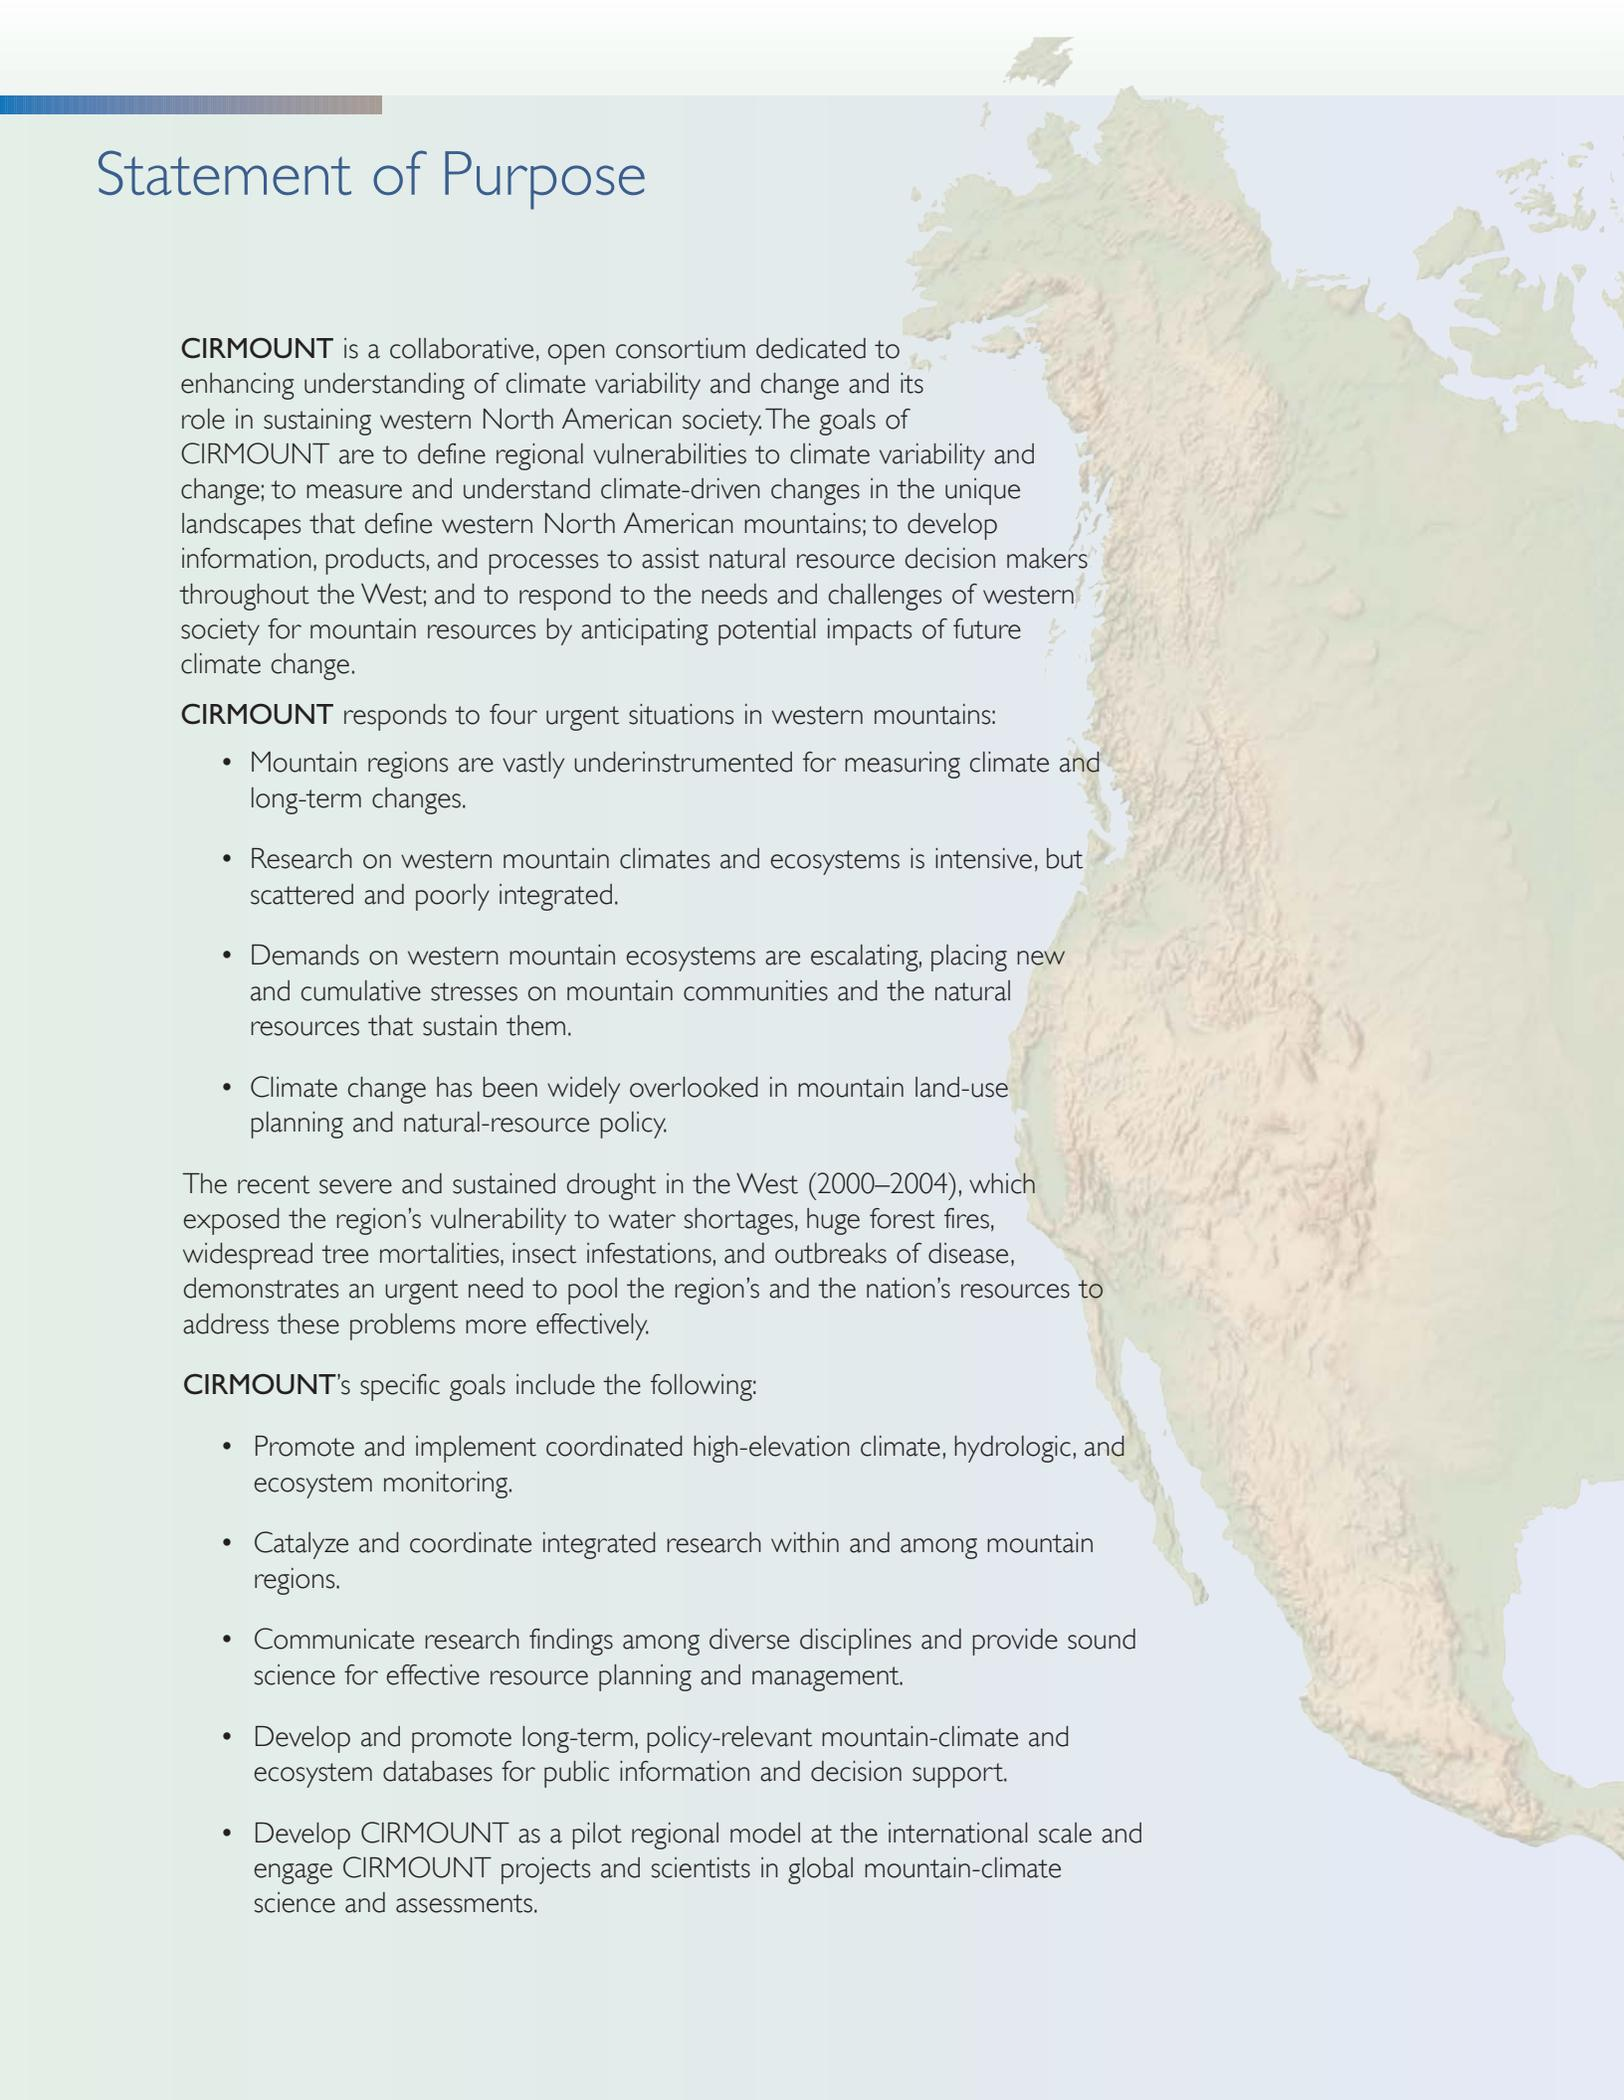 Statement of Purpose
CIRMOUNT is a collaborative, open consortium dedicated to
enhancing understanding of climate variability and change and its
role in sustaining western North American society. The goals of
CIRMOUNT are to define regional vulnerabilities to climate variability and
change; to measure and understand climate-driven changes in the unique
landscapes that define western North American mountains; to develop
information, products, and processes to assist natural resource decision makers
throughout the West; and to respond to the needs and challenges of western
society for mountain resources by anticipating potential impacts of future
climate change.
CIRMOUNT responds to four urgent situations in western mountains:
• Mountain regions are vastly underinstrumented for measuring climate and
long-term changes.
• Research on western mountain climates and ecosystems is intensive, but
scattered and poorly integrated.
• Demands on western mountain ecosystems are escalating, placing new
and cumulative stresses on mountain communities and the natural
resources that sustain them.
• Climate change has been widely overlooked in mountain land-use
planning and natural-resource policy.
The recent severe and sustained drought in the West (2000–2004), which
exposed the region's vulnerability to water shortages, huge forest fires,
widespread tree mortalities, insect infestations, and outbreaks of disease,
demonstrates an urgent need to pool the region's and the nation's resources to
address these problems more effectively.
CIRMOUNT's specific goals include the following:
• Promote and implement coordinated high-elevation climate, hydrologic, and
ecosystem monitoring.
• Catalyze and coordinate integrated research within and among mountain
regions.
• Communicate research findings among diverse disciplines and provide sound
science for effective resource planning and management.
• Develop and promote long-term, policy-relevant mountain-climate and
ecosystem databases for public information and decision support.
• Develop CIRMOUNT as a pilot regional model at the international scale and
engage CIRMOUNT projects and scientists in global mountain-climate
science and assessments.